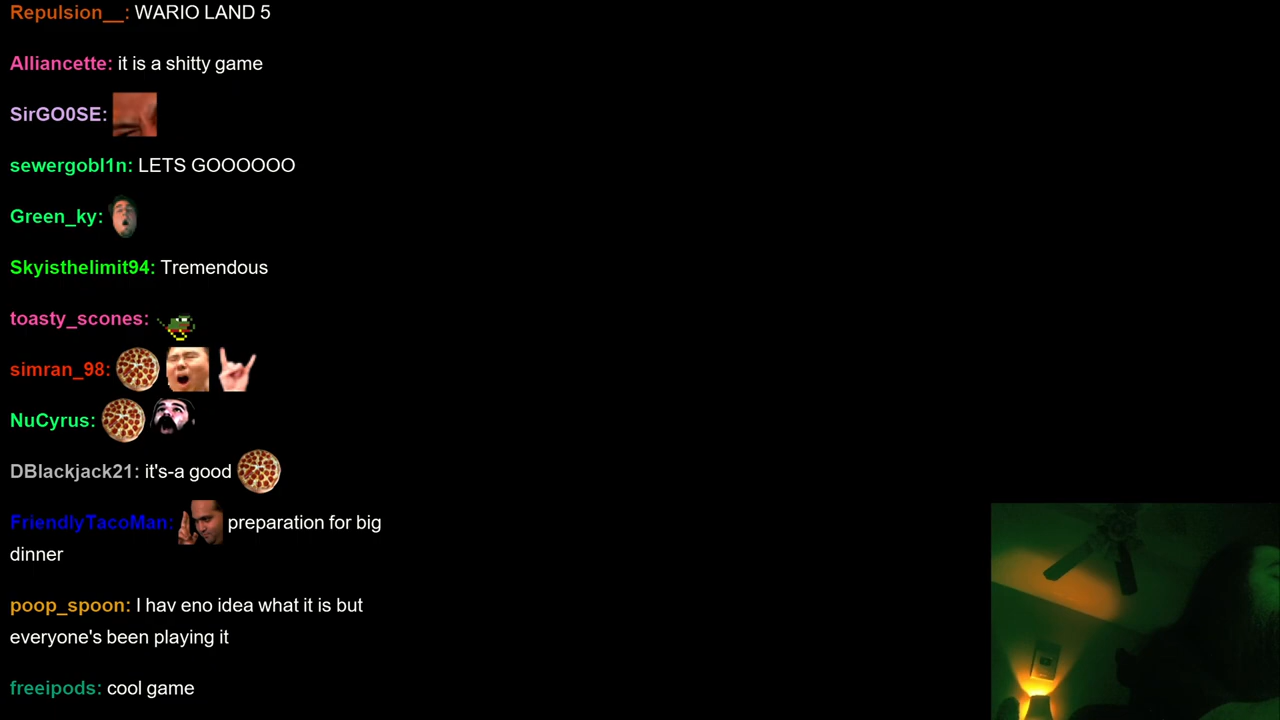 Repulsion__: WARIO LAND 5
Alliancette: it is a shitty game
SirGO0SE:
sewergobl1n: LETS GOOOOOO
Green_ky:
Skyisthelimit94: Tremendous
toasty_scones:
simran_98:
NuCyrus:
DBlackjack21: it's-a good
FriendlyTacoMan: preparation for big
dinner
poop_spoon: I hav eno idea what it is but
everyone's been playing it
freeipods: cool game